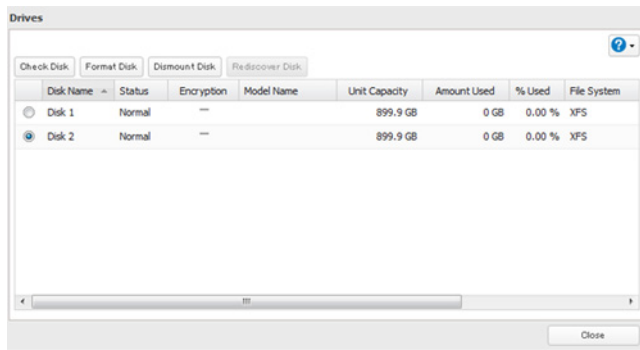 Drives
?
Check Disk Format Disk Dismount Disk Rediscover Disk
Disk Name Status Encryption Model Name Unit Capacity Amount Used % Used File System
Disk 1 Normal — 899.9 GB 0 GB 0.00 % XFS
Disk 2 Normal — 899.9 GB 0 GB 0.00 % XFS
Close